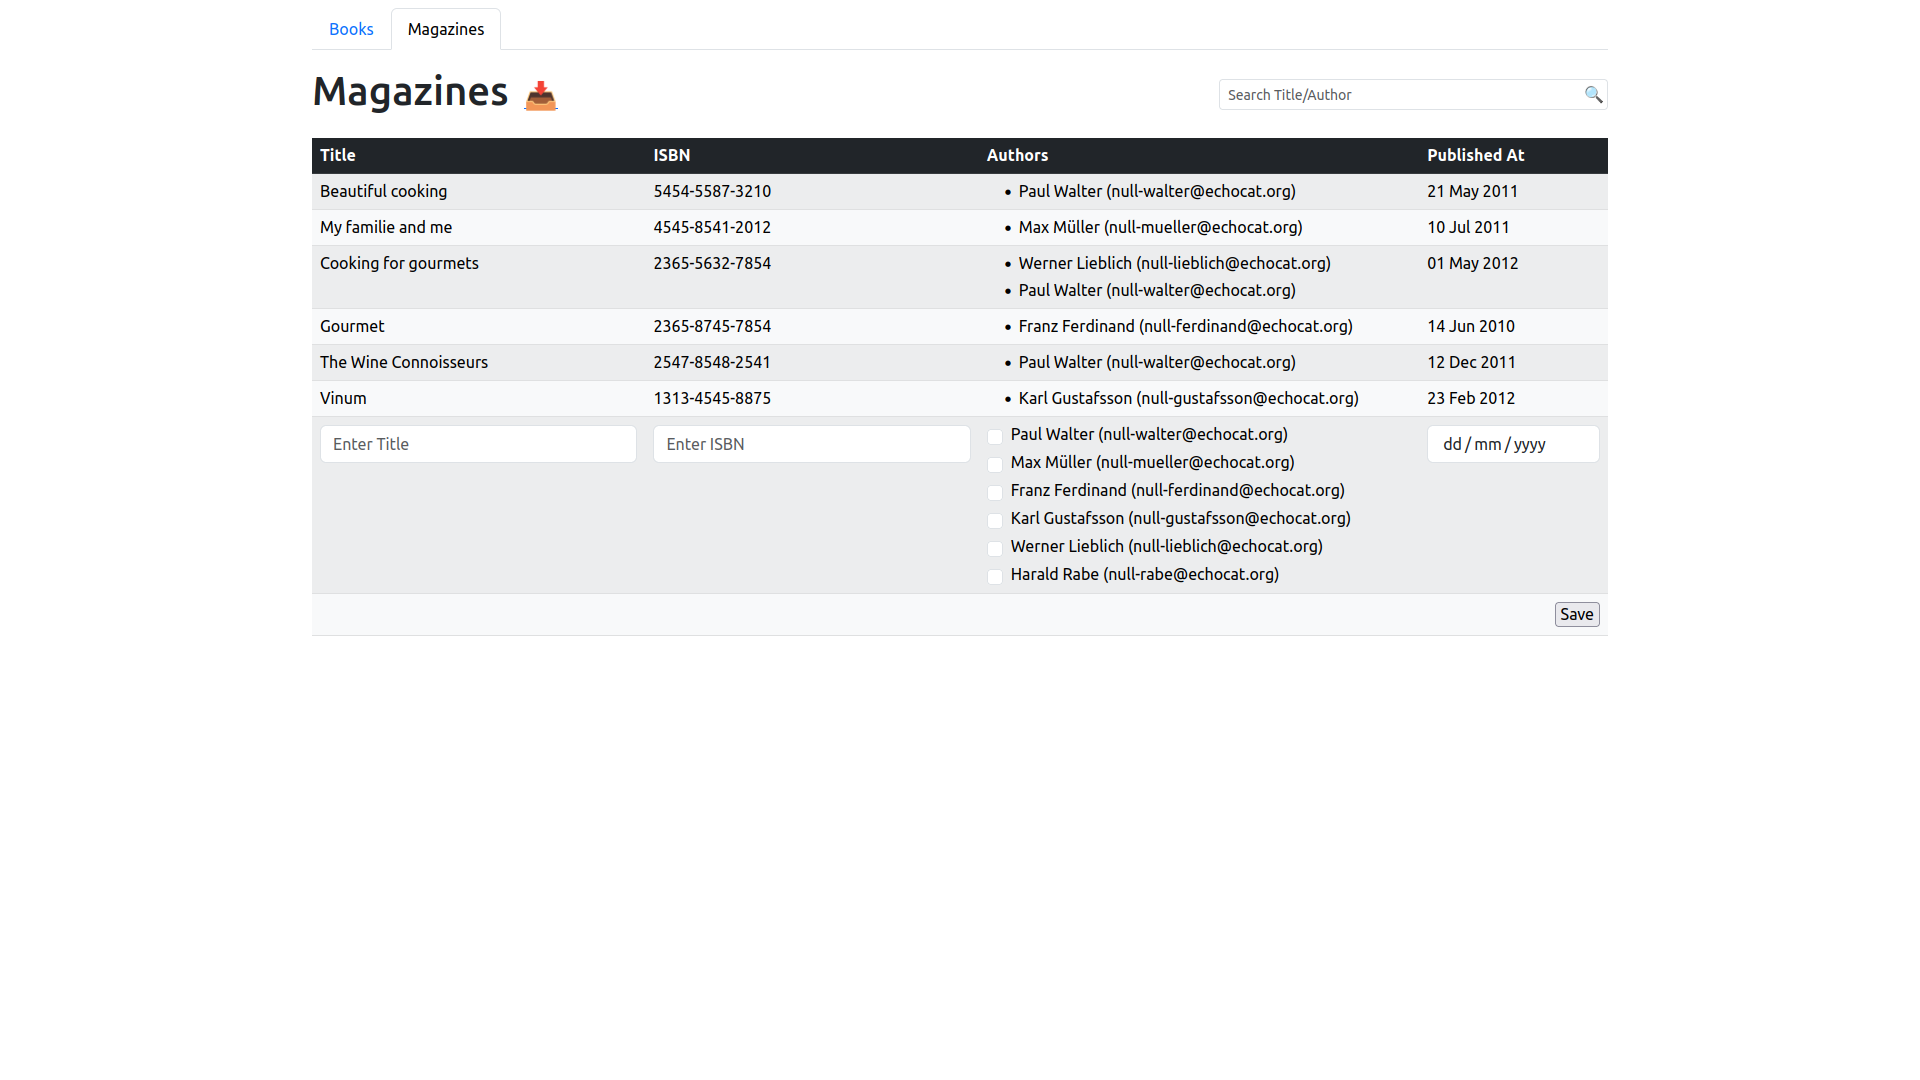 Books Magazines
Magazines
Search Title/Author
Title ISBN Authors Published At
Beautiful cooking 5454-5587-3210 • Paul Walter (null-walter@echocat.org) 21 May 2011
My familie and me 4545-8541-2012 • Max Müller (null-mueller@echocat.org) 10 Jul 2011
Cooking for gourmets 2365-5632-7854 • Werner Lieblich (null-lieblich@echocat.org) 01 May 2012
• Paul Walter (null-walter@echocat.org)
Gourmet 2365-8745-7854 • Franz Ferdinand (null-ferdinand@echocat.org) 14 Jun 2010
The Wine Connoisseurs 2547-8548-2541 • Paul Walter (null-walter@echocat.org) 12 Dec 2011
Vinum 1313-4545-8875 • Karl Gustafsson (null-gustafsson@echocat.org) 23 Feb 2012
Enter Title Enter ISBN Paul Walter (null-walter@echocat.org) dd / mm / yyyy
Max Müller (null-mueller@echocat.org)
Franz Ferdinand (null-ferdinand@echocat.org)
Karl Gustafsson (null-gustafsson@echocat.org)
Werner Lieblich (null-lieblich@echocat.org)
Harald Rabe (null-rabe@echocat.org)
Save